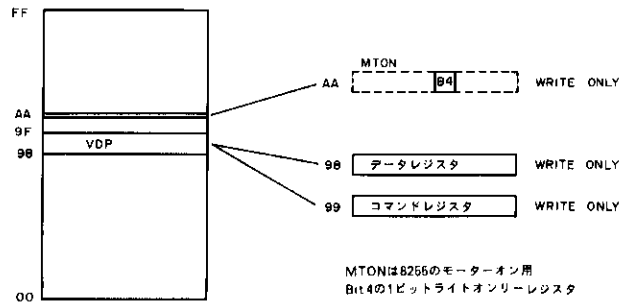 FF
MTON
AA B4 WRITE ONLY
AA
9F
VDP
98
98 データレジスタ WRITE ONLY
99 コマンドレジスタ WRITE ONLY
MTONは8255のモーターオン用
Bit4の1ビットライトオンリーレジスタ
00